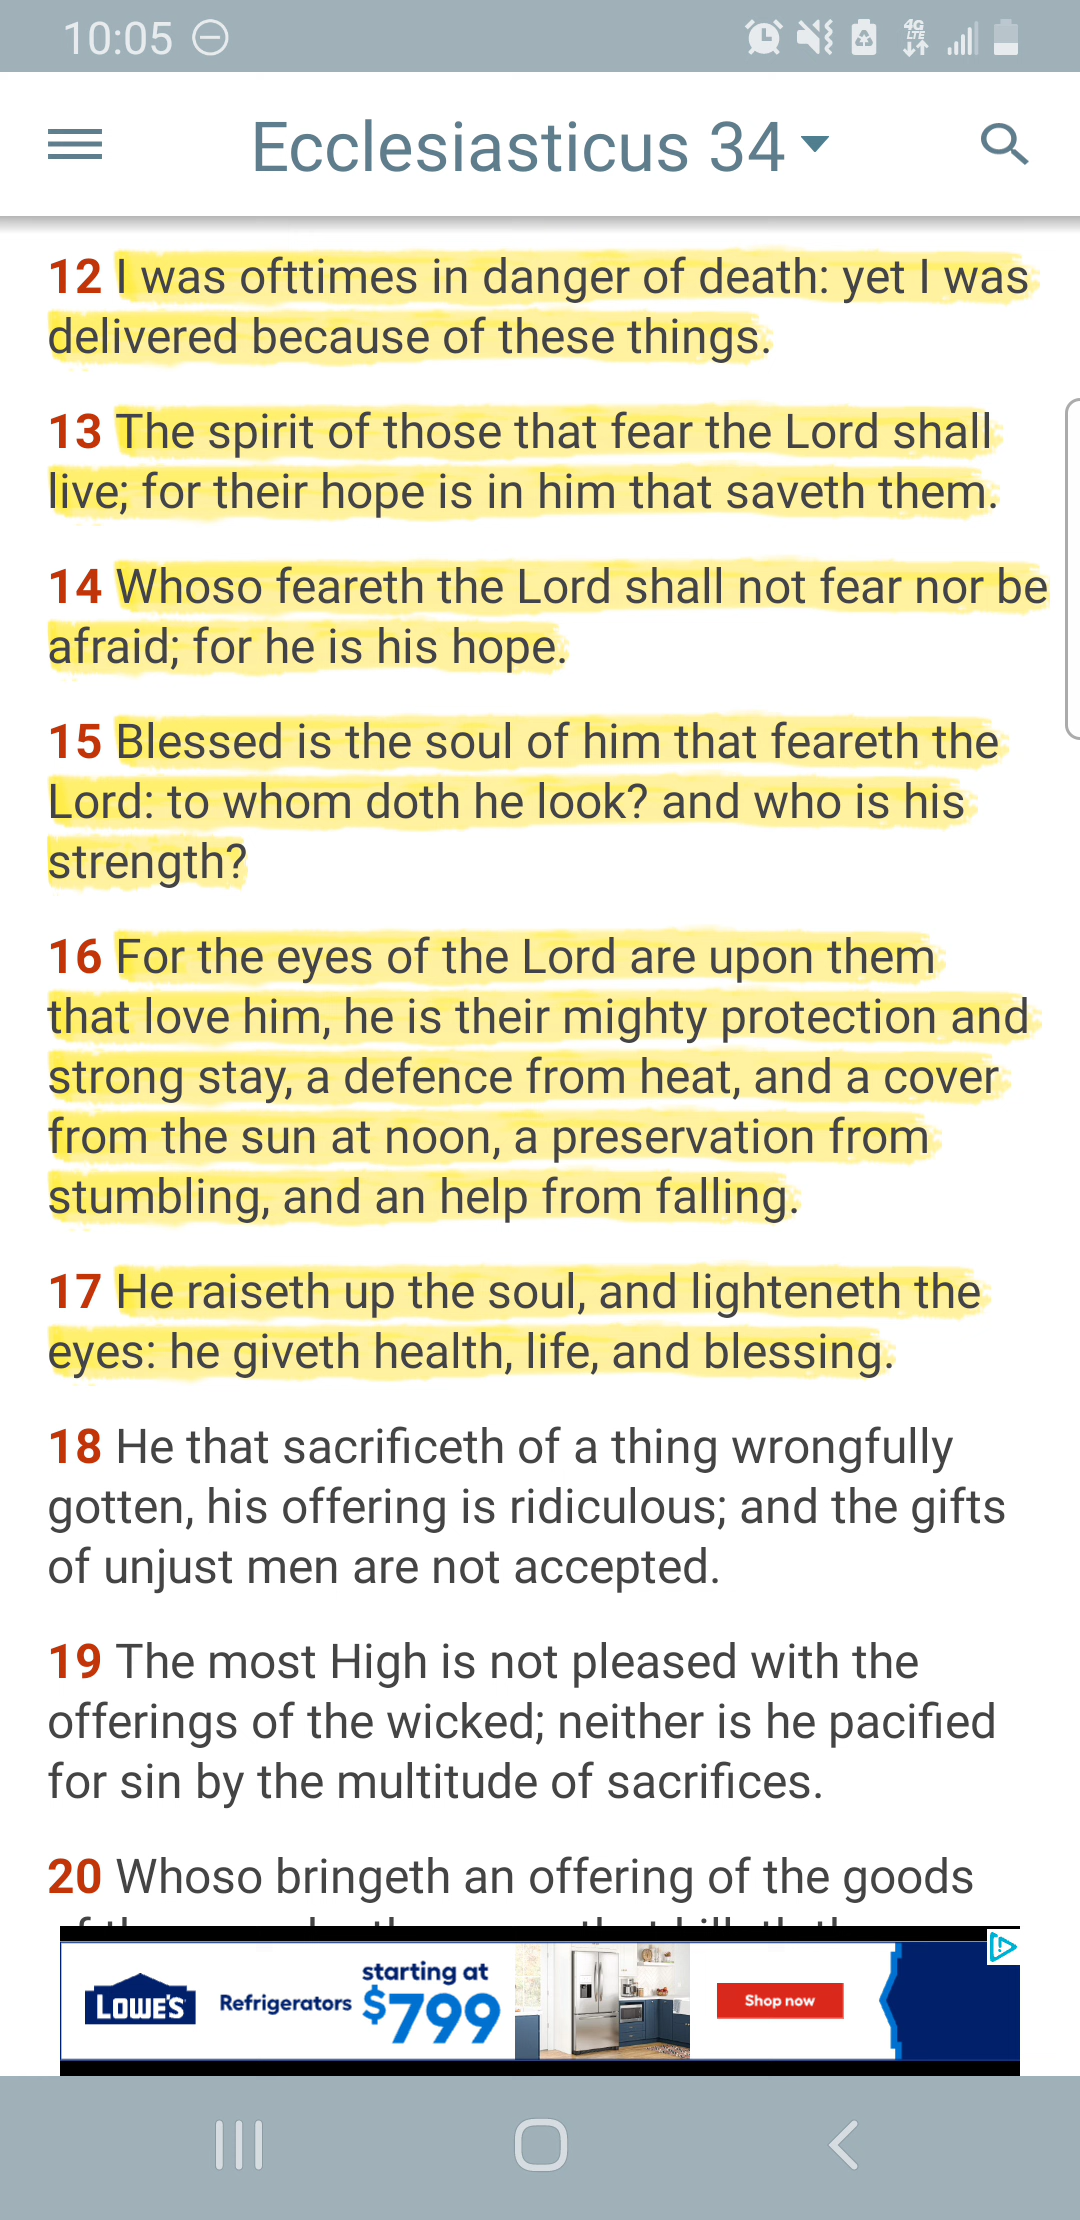 10:05
4G
LTE
Ecclesiasticus 34
12 I was ofttimes in danger of death: yet I was
delivered because of these things.
13 The spirit of those that fear the Lord shall
live; for their hope is in him that saveth them.
14 Whoso feareth the Lord shall not fear nor be
afraid; for he is his hope.
15 Blessed is the soul of him that feareth the
Lord: to whom doth he look? and who is his
strength?
16 For the eyes of the Lord are upon them
that love him, he is their mighty protection and
strong stay, a defence from heat, and a cover
from the sun at noon, a preservation from
stumbling, and an help from falling.
17 He raiseth up the soul, and lighteneth the
eyes: he giveth health, life, and blessing.
18 He that sacrificeth of a thing wrongfully
gotten, his offering is ridiculous; and the gifts
of unjust men are not accepted.
19 The most High is not pleased with the
offerings of the wicked; neither is he pacified
for sin by the multitude of sacrifices.
20 Whoso bringeth an offering of the goods
LOWE'S
Refrigerators
starting at
$799
Shop now